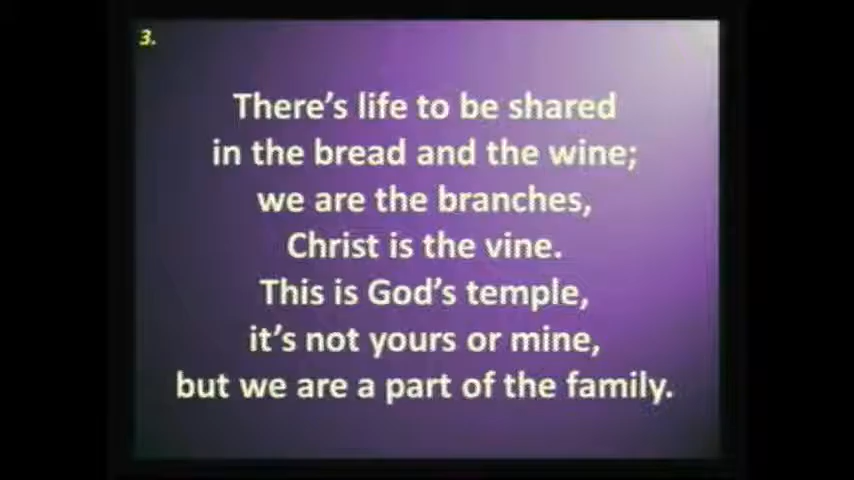 3.
There's life to be shared
in the bread and the wine;
we are the branches,
Christ is the vine.
This is God's temple,
it's not yours or mine,
but we are a part of the family.